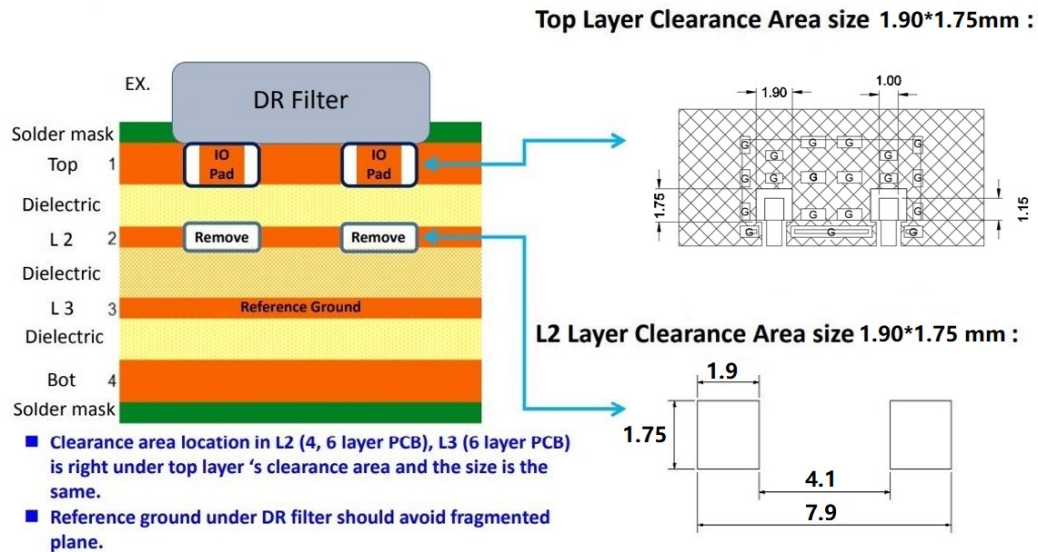 Top Layer Clearance Area size 1.90*1.75mm :
EX.
DR Filter
Solder mask
Top 1
IO Pad
IO Pad
Dielectric
L 2 2
Remove
Remove
Dielectric
L 3 3
Reference Ground
Dielectric
Bot 4
Solder mask
1.90
1.00
1.75
1.15
G G G G
G G
G G G G G G
G G G G
G G G
L2 Layer Clearance Area size 1.90*1.75 mm :
1.9
1.75
4.1
7.9
■ Clearance area location in L2 (4, 6 layer PCB), L3 (6 layer PCB)
is right under top layer ‘s clearance area and the size is the
same.
■ Reference ground under DR filter should avoid fragmented
plane.